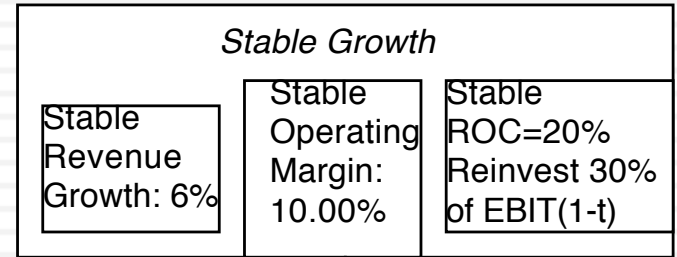 Stable Growth
Stable
Revenue
Growth: 6%
Stable
Operating
Margin:
10.00%
Stable
ROC=20%
Reinvest 30%
of EBIT(1-t)